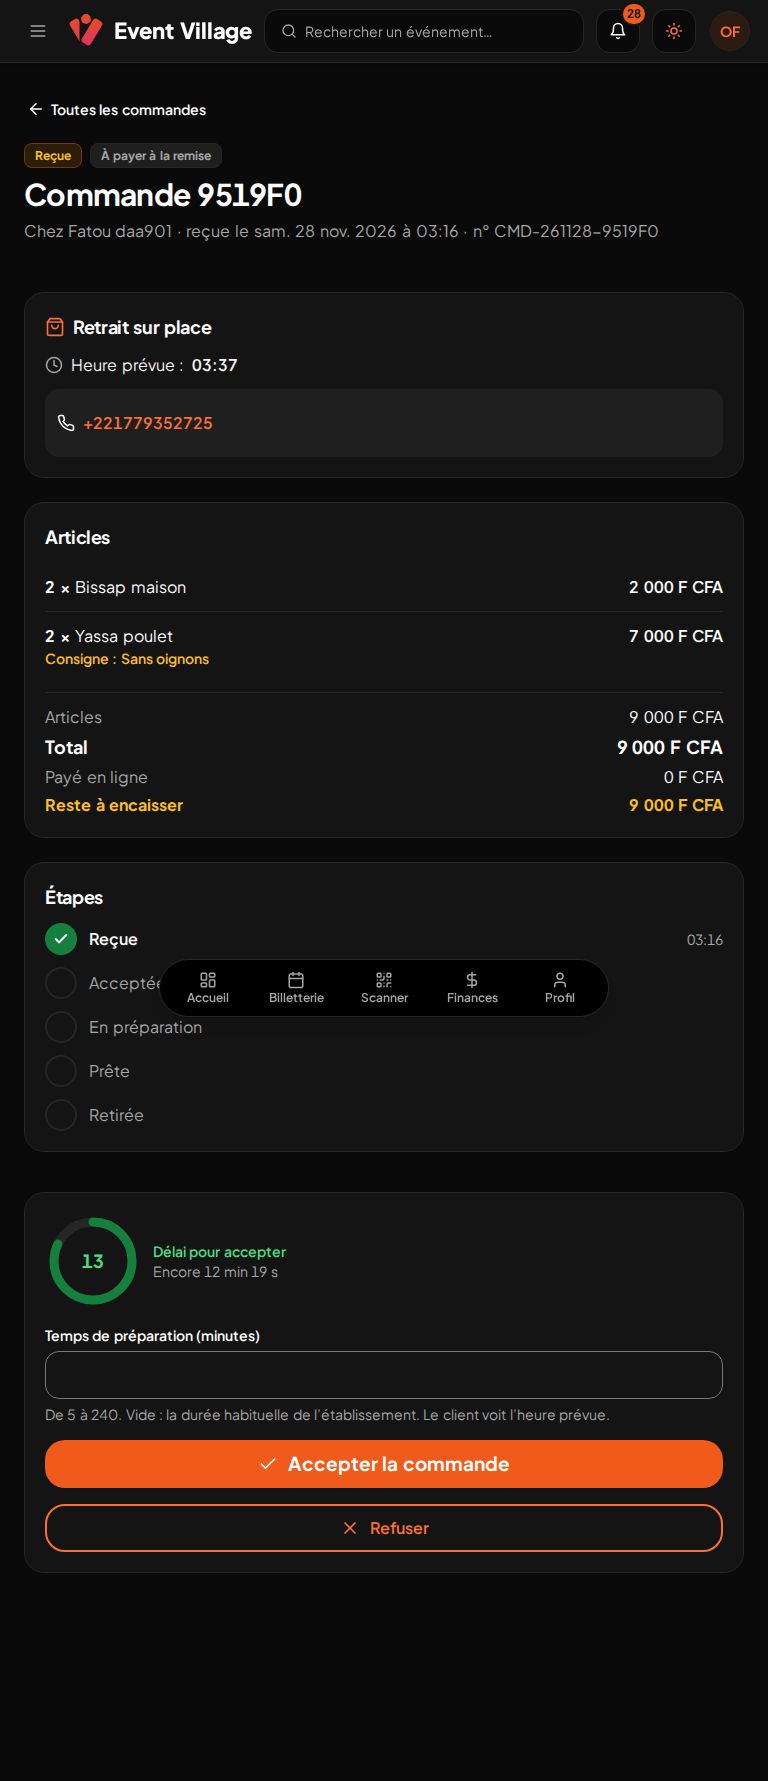 Event Village
Rechercher un événement…
28
OF
Toutes les commandes
Reçue
À payer à la remise
Commande 9519F0
Chez Fatou daa901 · reçue le sam. 28 nov. 2026 à 03:16 · n° CMD-261128-9519F0
Retrait sur place
Heure prévue : 03:37
+221779352725
Articles
2 × Bissap maison 2 000 F CFA
2 × Yassa poulet 7 000 F CFA
Consigne : Sans oignons
Articles 9 000 F CFA
Total 9 000 F CFA
Payé en ligne 0 F CFA
Reste à encaisser 9 000 F CFA
Étapes
Reçue 03:16
Acceptée
Accueil Billetterie Scanner Finances Profil
En préparation
Prête
Retirée
13
Délai pour accepter
Encore 12 min 19 s
Temps de préparation (minutes)
De 5 à 240. Vide : la durée habituelle de l'établissement. Le client voit l'heure prévue.
Accepter la commande
Refuser